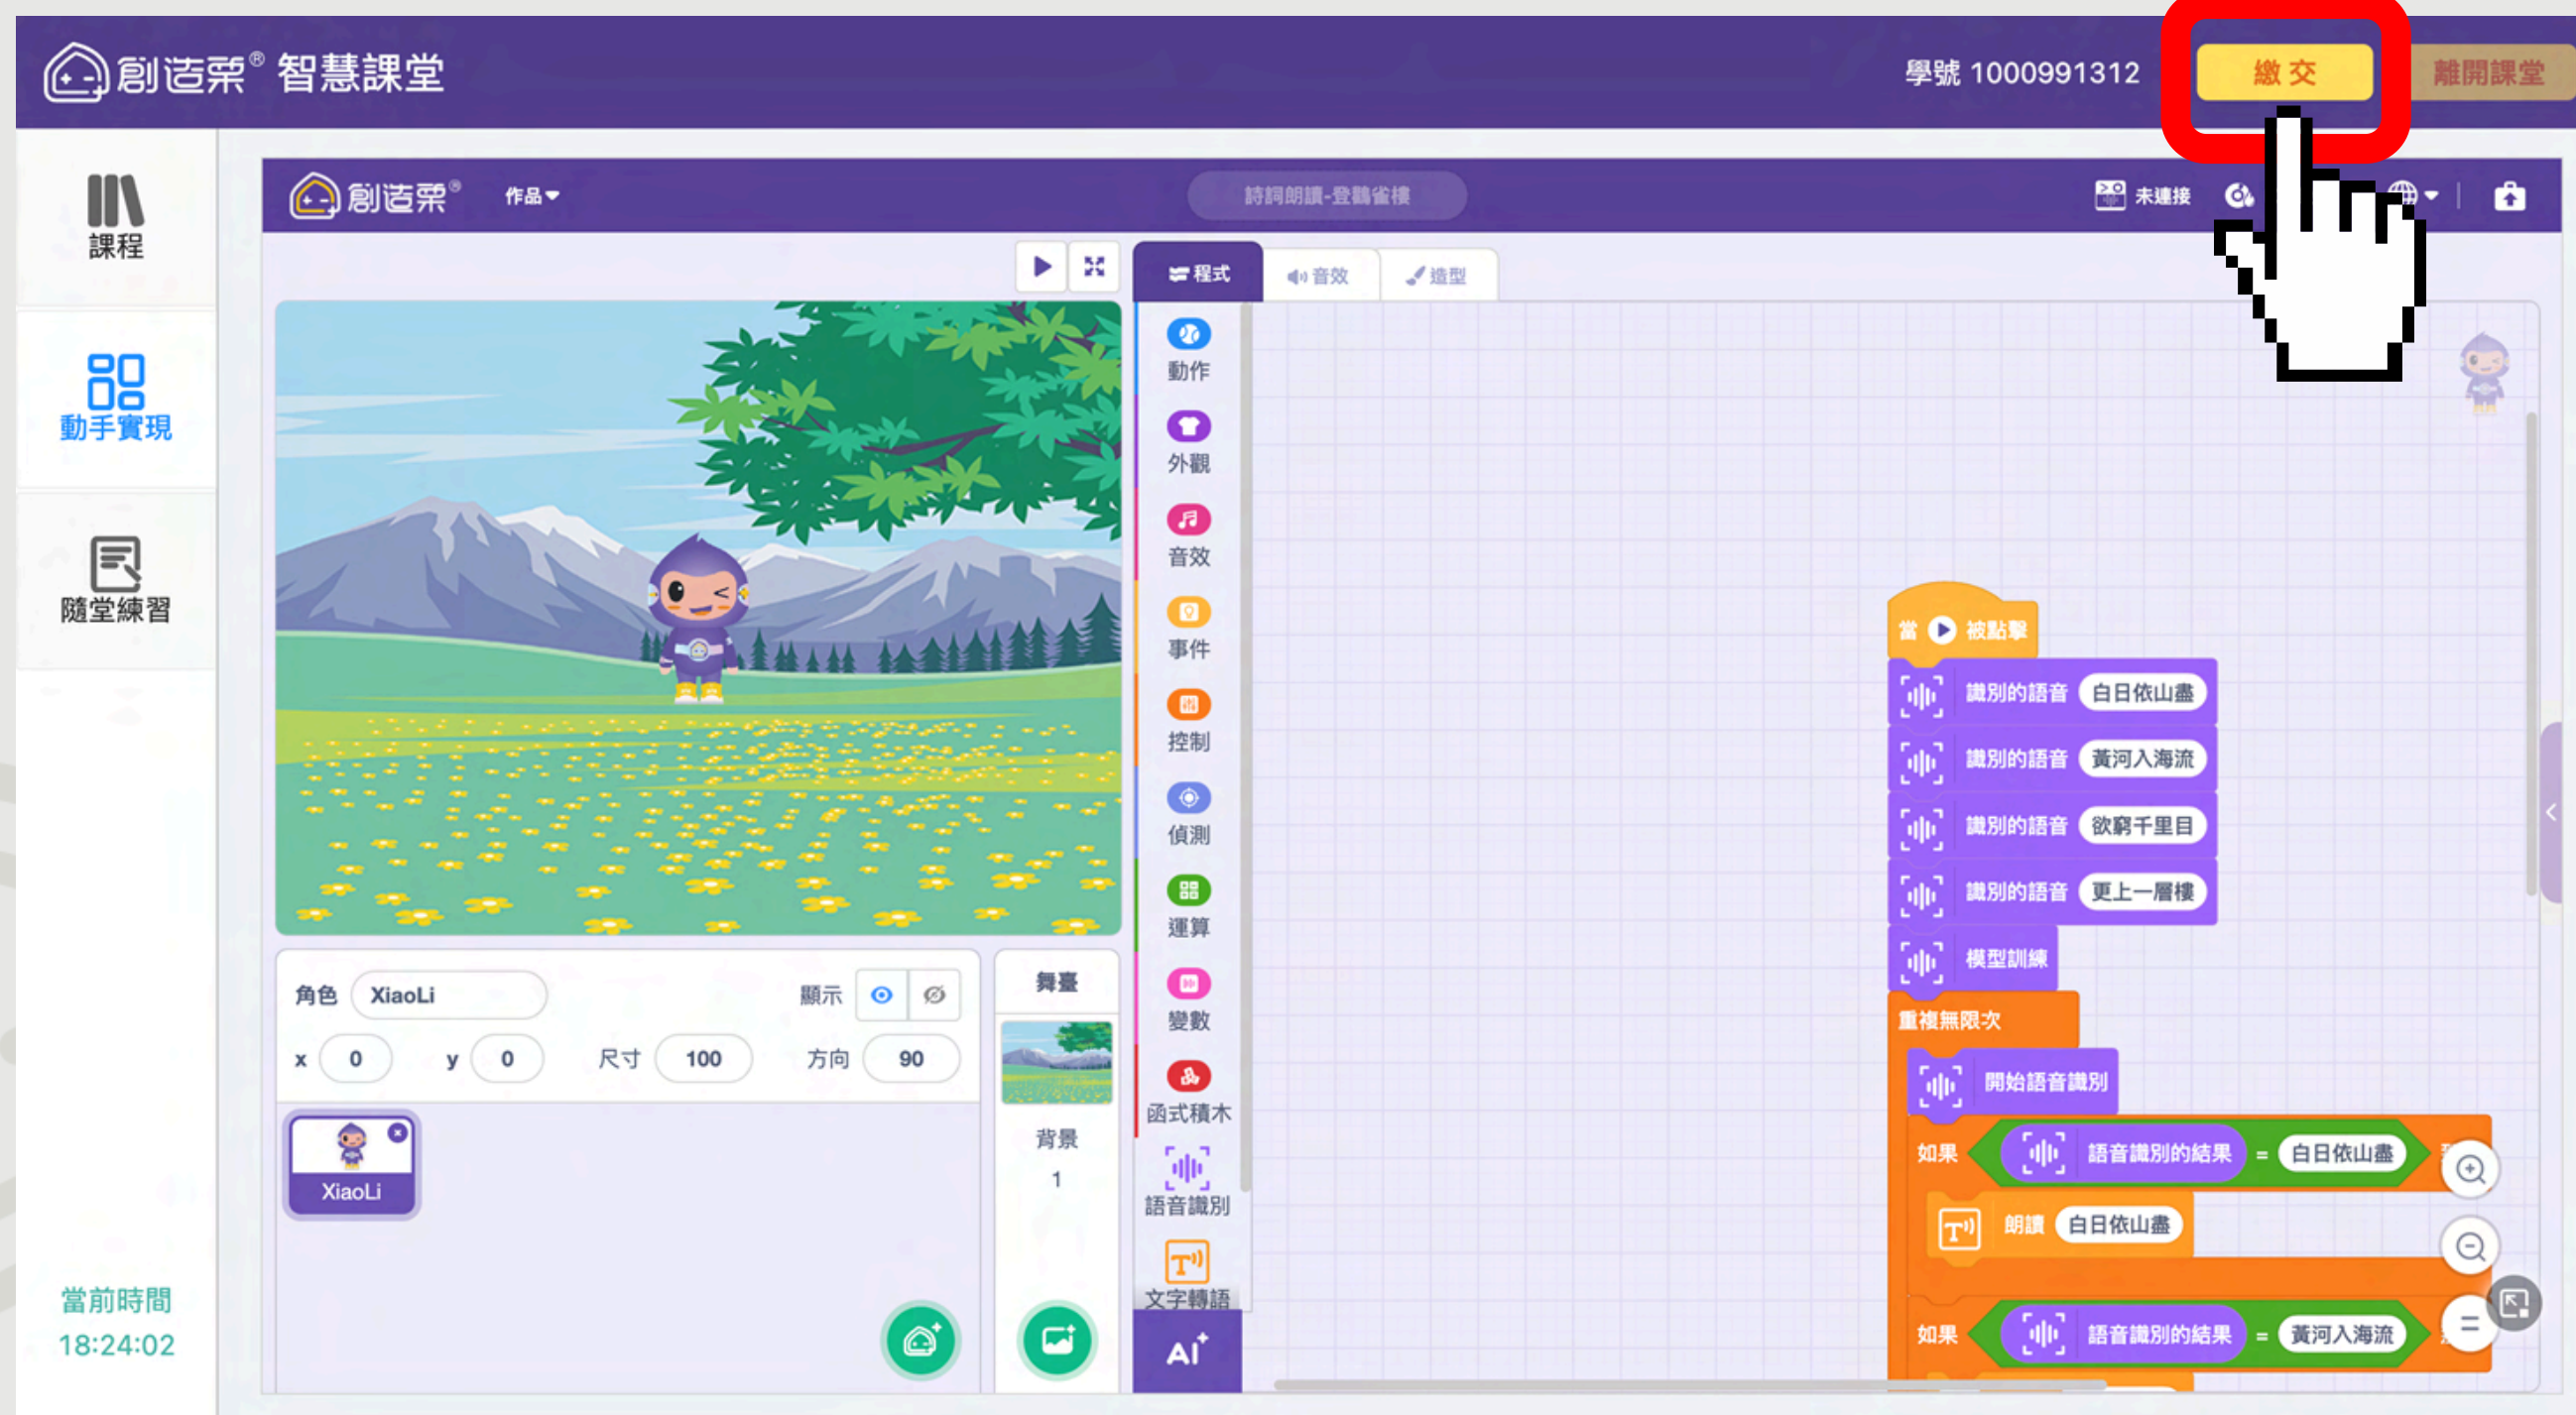 創造栗® 智慧課堂
學號 1000991312
繳交
離開課堂
課程
動手實現
隨堂練習
當前時間
18:24:02
創造栗®
作品
詩詞朗讀-登鸛雀樓
未連接
程式
音效
造型
動作
外觀
音效
事件
控制
偵測
運算
變數
函式積木
語音識別
文字轉語
AI+
角色 XiaoLi
顯示
x 0 y 0 尺寸 100 方向 90
XiaoLi
舞臺
背景
1
當 被點擊
識別的語音 白日依山盡
識別的語音 黃河入海流
識別的語音 欲窮千里目
識別的語音 更上一層樓
模型訓練
重複無限次
開始語音識別
如果 語音識別的結果 = 白日依山盡
朗讀 白日依山盡
如果 語音識別的結果 = 黃河入海流